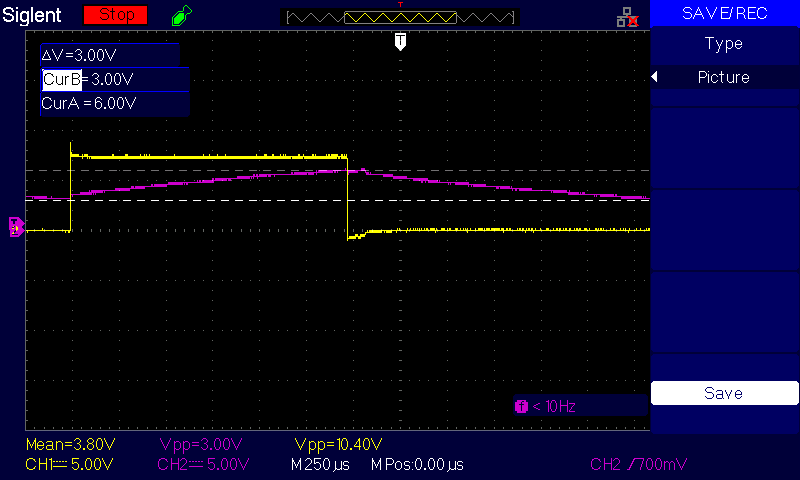 Siglent Stop T SAVE/REC
T Type
ΔV=3.00V
CurB=3.00V Picture
CurA =6.00V
T < 10Hz Save
Mean=3.80V Vpp=3.00V Vpp=10.40V
CH1 5.00V CH2 5.00V M 250µs M Pos:0.00µs CH2 /700mV